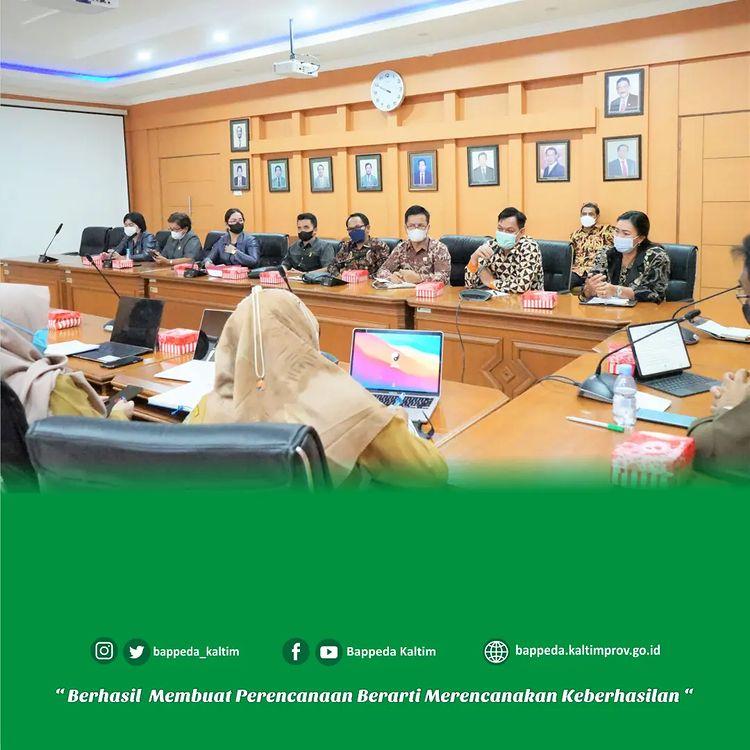 bappeda_kaltim
Bappeda Kaltim
bappeda.kaltimprov.go.id
“ Berhasil Membuat Perencanaan Berarti Merencanakan Keberhasilan “